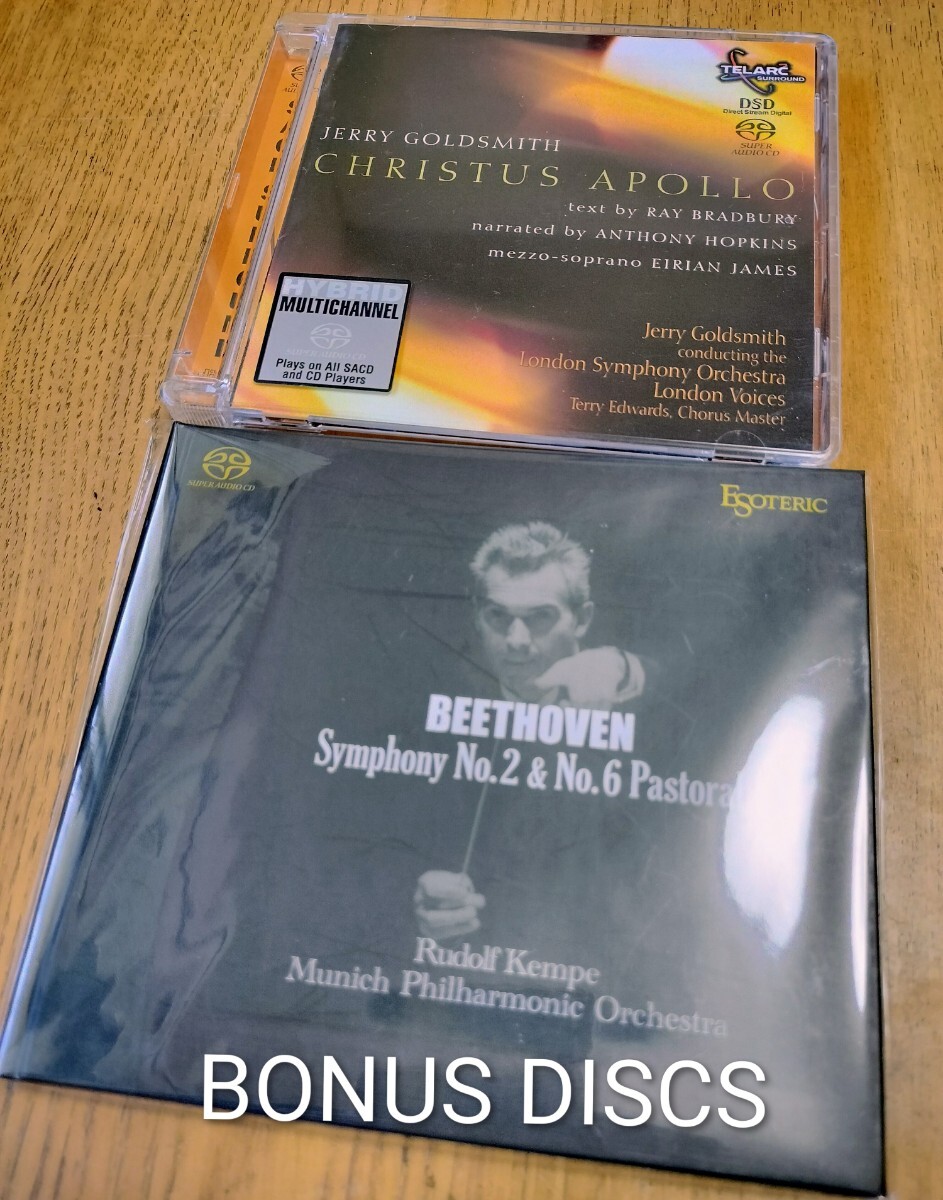 TELARC
SURROUND
DSD
Direct Stream Digital
SUPER
AUDIO CD
JERRY GOLDSMITH
CHRISTUS APOLLO
text by RAY BRADBURY
narrated by ANTHONY HOPKINS
mezzo-soprano EIRIAN JAMES
HYBRID
MULTICHANNEL
SUPER AUDIO CD
Plays on All SACD
and CD Players
Jerry Goldsmith
conducting the
London Symphony Orchestra
London Voices
Terry Edwards, Chorus Master
SUPER AUDIO CD
ESOTERIC
BEETHOVEN
Symphony No.2 & No.6 Pastoral
Rudolf Kempe
Munich Philharmonic Orchestra
BONUS DISCS